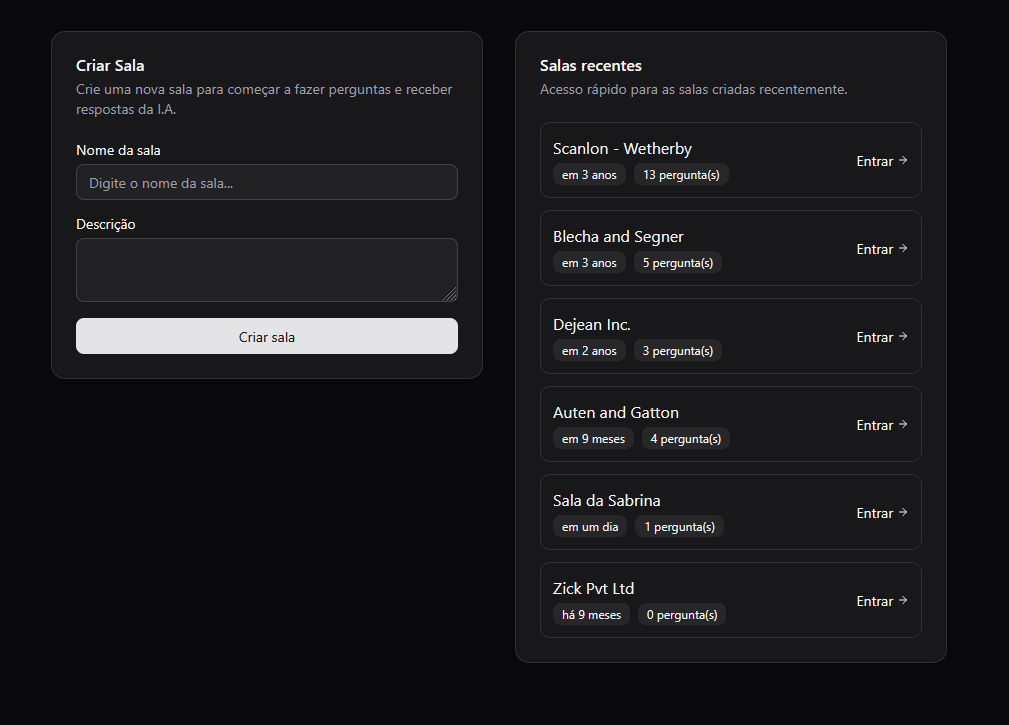 Criar Sala
Crie uma nova sala para começar a fazer perguntas e receber
respostas da I.A.
Nome da sala
Digite o nome da sala...
Descrição
Criar sala
Salas recentes
Acesso rápido para as salas criadas recentemente.
Scanlon - Wetherby
em 3 anos 13 pergunta(s)
Entrar →
Blecha and Segner
em 3 anos 5 pergunta(s)
Entrar →
Dejean Inc.
em 2 anos 3 pergunta(s)
Entrar →
Auten and Gatton
em 9 meses 4 pergunta(s)
Entrar →
Sala da Sabrina
em um dia 1 pergunta(s)
Entrar →
Zick Pvt Ltd
há 9 meses 0 pergunta(s)
Entrar →